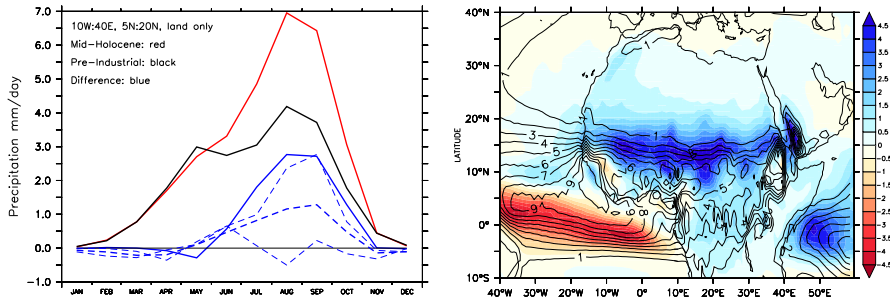 7.0
6.0
5.0
4.0
3.0
2.0
1.0
0.0
-1.0
Precipitation mm/day
10W:40E, 5N:20N, land only
Mid-Holocene: red
Pre-Industrial: black
Difference: blue
JAN FEB MAR APR MAY JUN JUL AUG SEP OCT NOV DEC
40°N
30°N
20°N
10°N
0°
10°S
LATITUDE
40°W 30°W 20°W 10°W 0° 10°E 20°E 30°E 40°E 50°E
4.5
4
3.5
3
2.5
2
1.5
1
0.5
0
-0.5
-1
-1.5
-2
-2.5
-3
-3.5
-4
-4.5